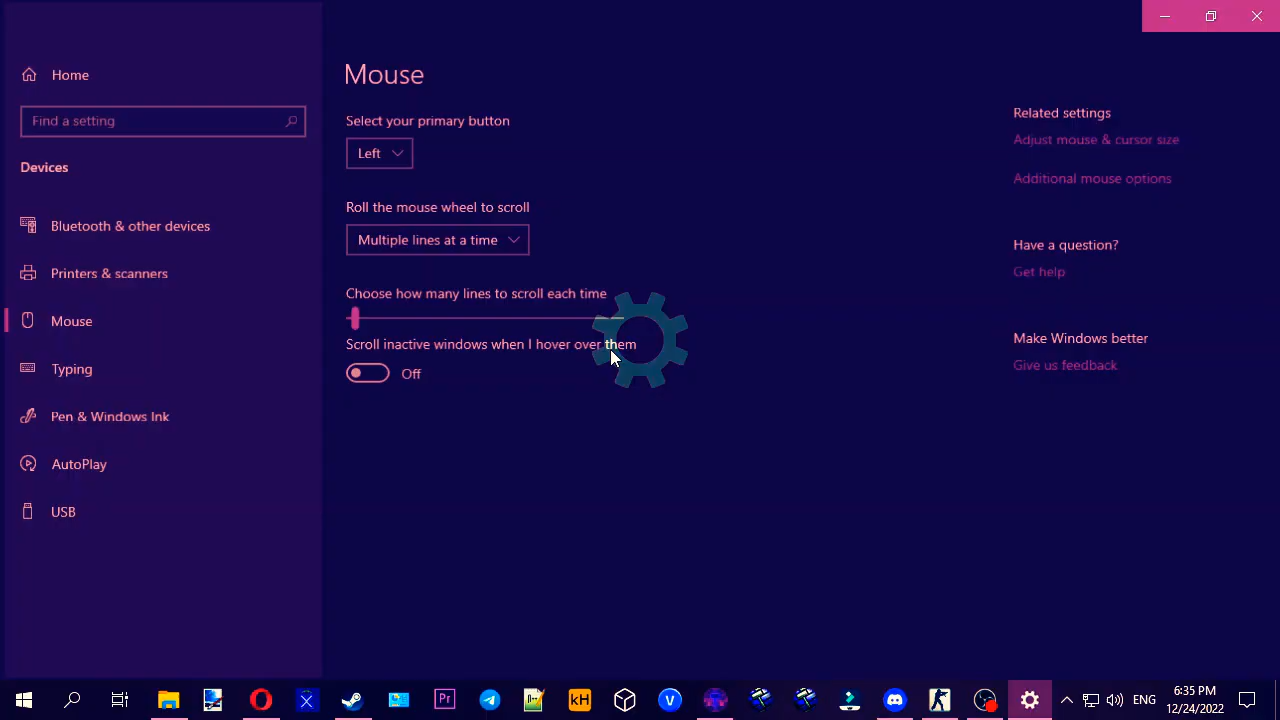 Home
Find a setting
Devices
Bluetooth & other devices
Printers & scanners
Mouse
Typing
Pen & Windows Ink
AutoPlay
USB
Mouse
Select your primary button
Left
Roll the mouse wheel to scroll
Multiple lines at a time
Choose how many lines to scroll each time
Scroll inactive windows when I hover over them
Off
Related settings
Adjust mouse & cursor size
Additional mouse options
Have a question?
Get help
Make Windows better
Give us feedback
X
Pr
кн
V
ENG
6:35 PM
12/24/2022